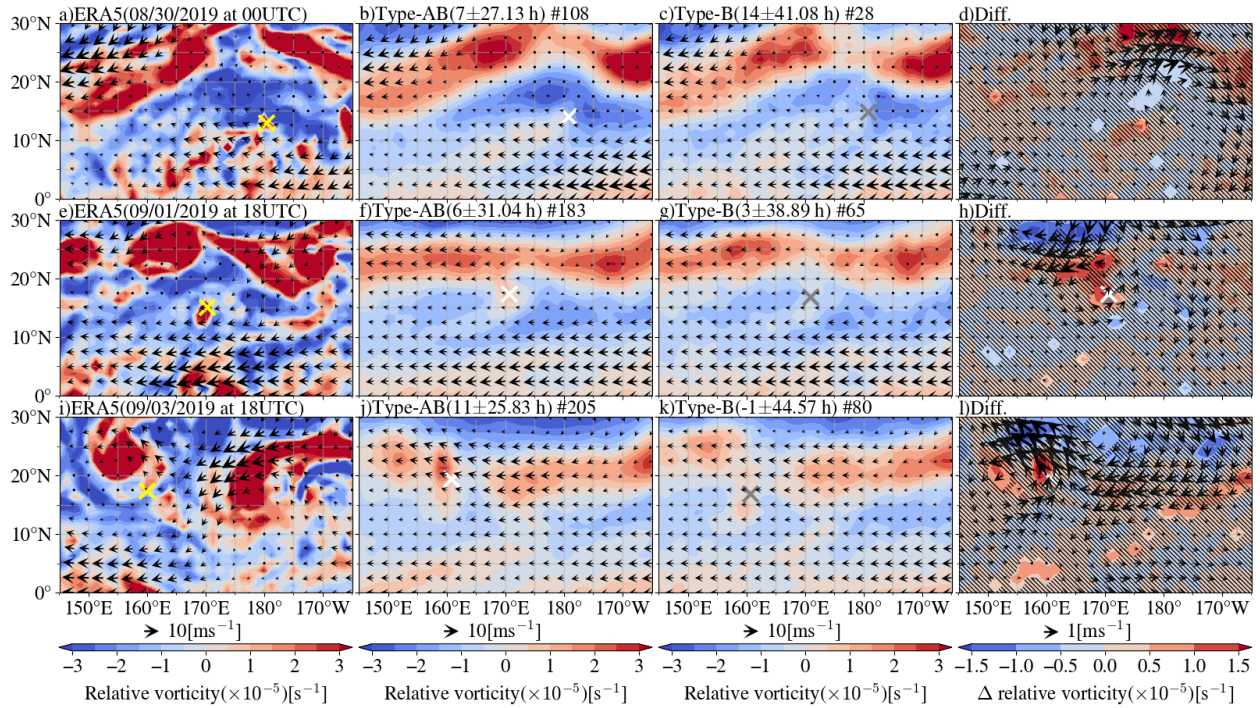 a)ERA5(08/30/2019 at 00UTC) b)Type-AB(7±27.13 h) #108 c)Type-B(14±41.08 h) #28 d)Diff.
30°N
20°N
10°N
0°
e)ERA5(09/01/2019 at 18UTC) f)Type-AB(6±31.04 h) #183 g)Type-B(3±38.89 h) #65 h)Diff.
30°N
20°N
10°N
0°
i)ERA5(09/03/2019 at 18UTC) j)Type-AB(11±25.83 h) #205 k)Type-B(-1±44.57 h) #80 l)Diff.
30°N
20°N
10°N
0°
150°E 160°E 170°E 180° 170°W 150°E 160°E 170°E 180° 170°W 150°E 160°E 170°E 180° 170°W 150°E 160°E 170°E 180° 170°W
10[ms⁻¹] 10[ms⁻¹] 10[ms⁻¹] 1[ms⁻¹]
−3 −2 −1 0 1 2 3 −3 −2 −1 0 1 2 3 −3 −2 −1 0 1 2 3 −1.5 −1.0 −0.5 0.0 0.5 1.0 1.5
Relative vorticity(×10⁻⁵)[s⁻¹] Relative vorticity(×10⁻⁵)[s⁻¹] Relative vorticity(×10⁻⁵)[s⁻¹] Δ relative vorticity(×10⁻⁵)[s⁻¹]